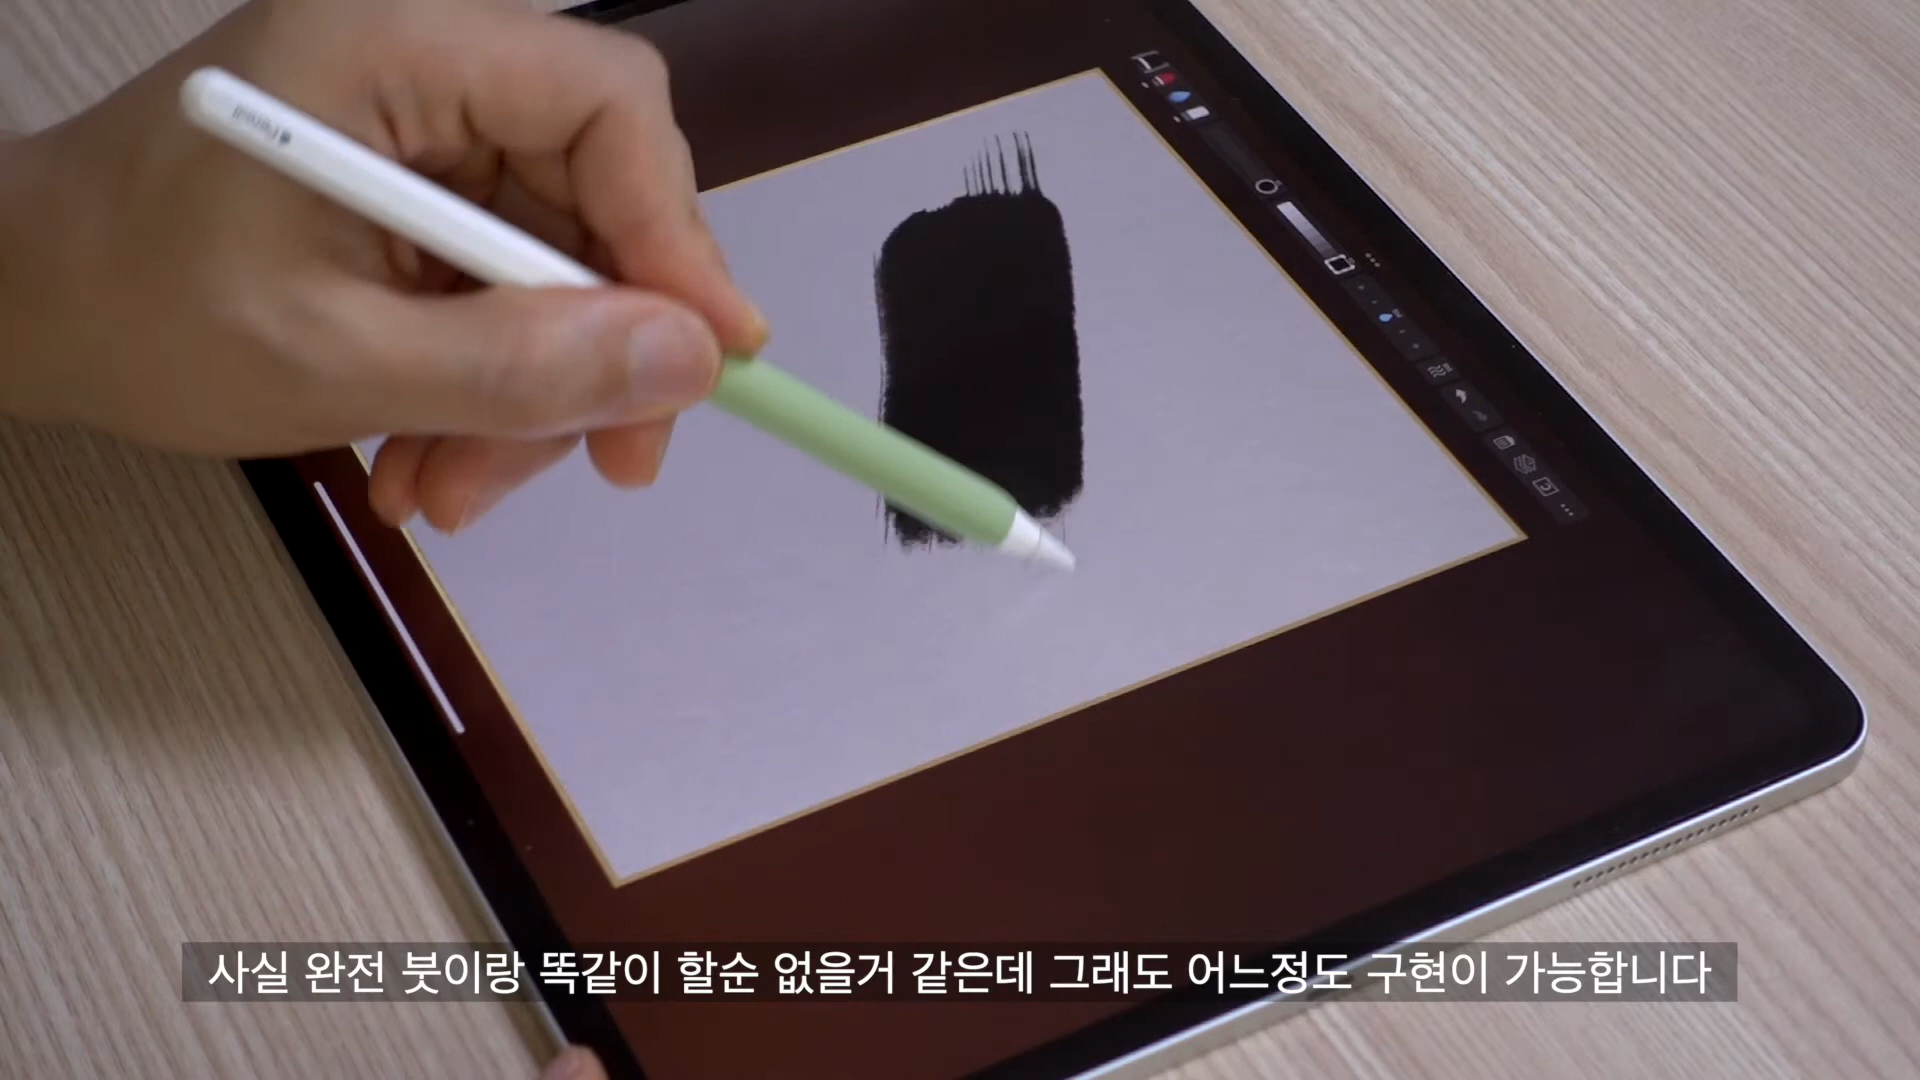 Pencil
사실 완전 붓이랑 똑같이 할순 없을거 같은데 그래도 어느정도 구현이 가능합니다